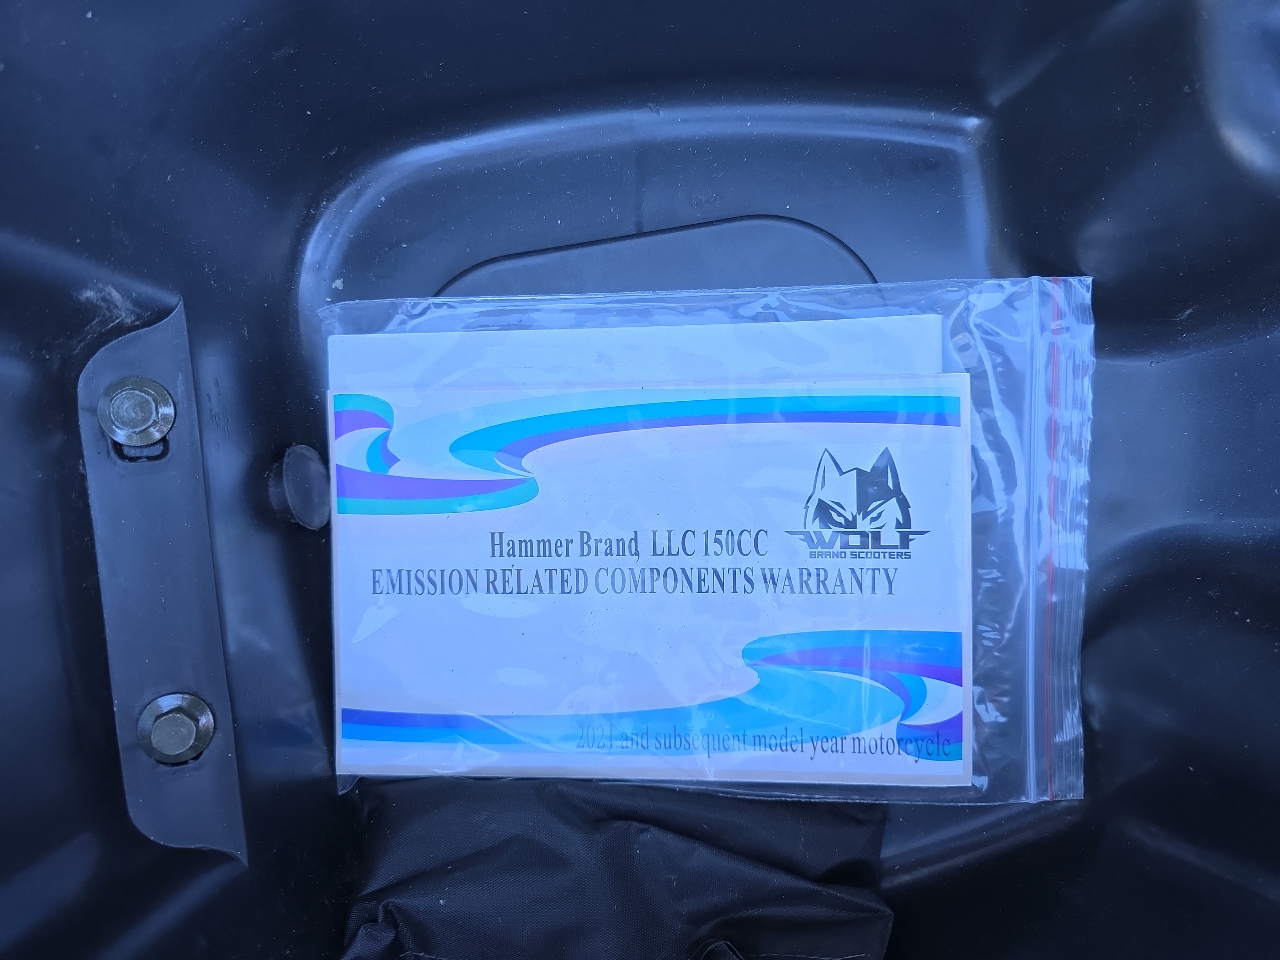 WOLF
BRAND SCOOTERS
Hammer Brand, LLC 150CC
EMISSION RELATED COMPONENTS WARRANTY
2021 and subsequent model year motorcycle